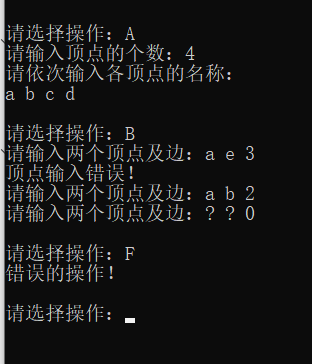 请选择操作：A
请输入顶点的个数：4
请依次输入各顶点的名称：
a b c d
请选择操作：B
请输入两个顶点及边：a e 3
顶点输入错误！
请输入两个顶点及边：a b 2
请输入两个顶点及边：? ? 0
请选择操作：F
错误的操作！
请选择操作：